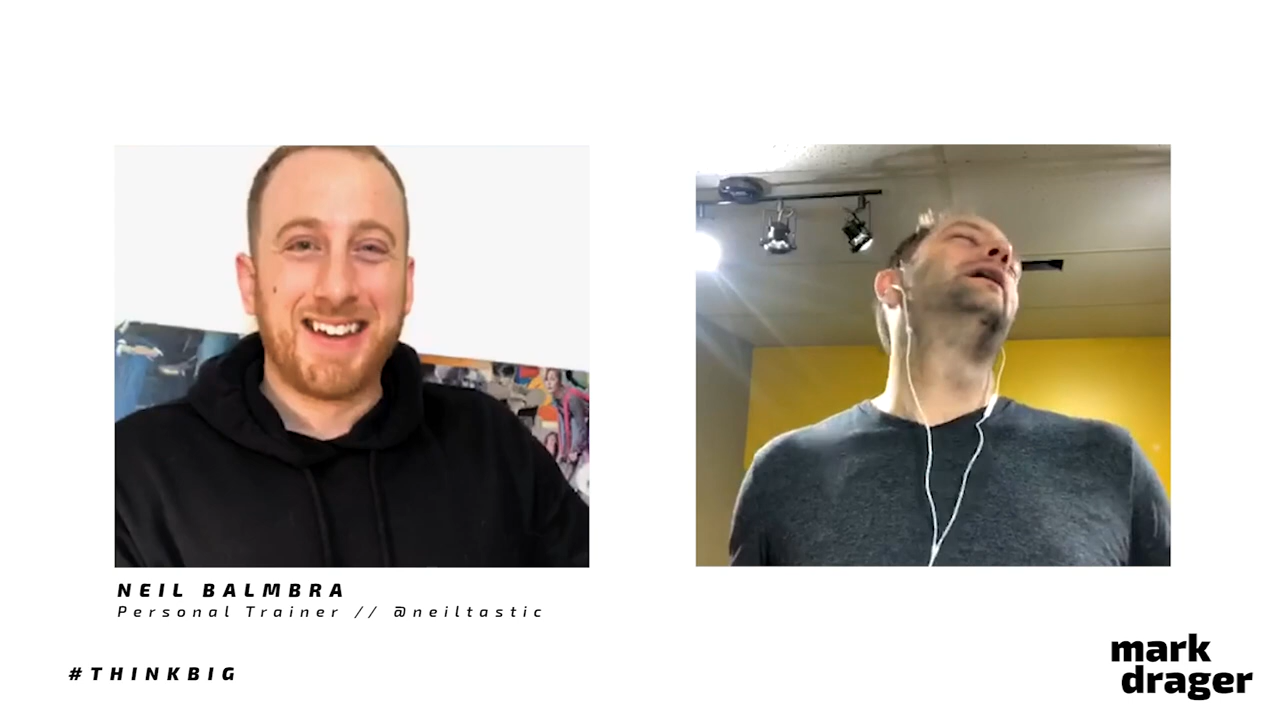 NEIL BALMBRA
Personal Trainer // @neiltastic
#THINKBIG
mark
drager